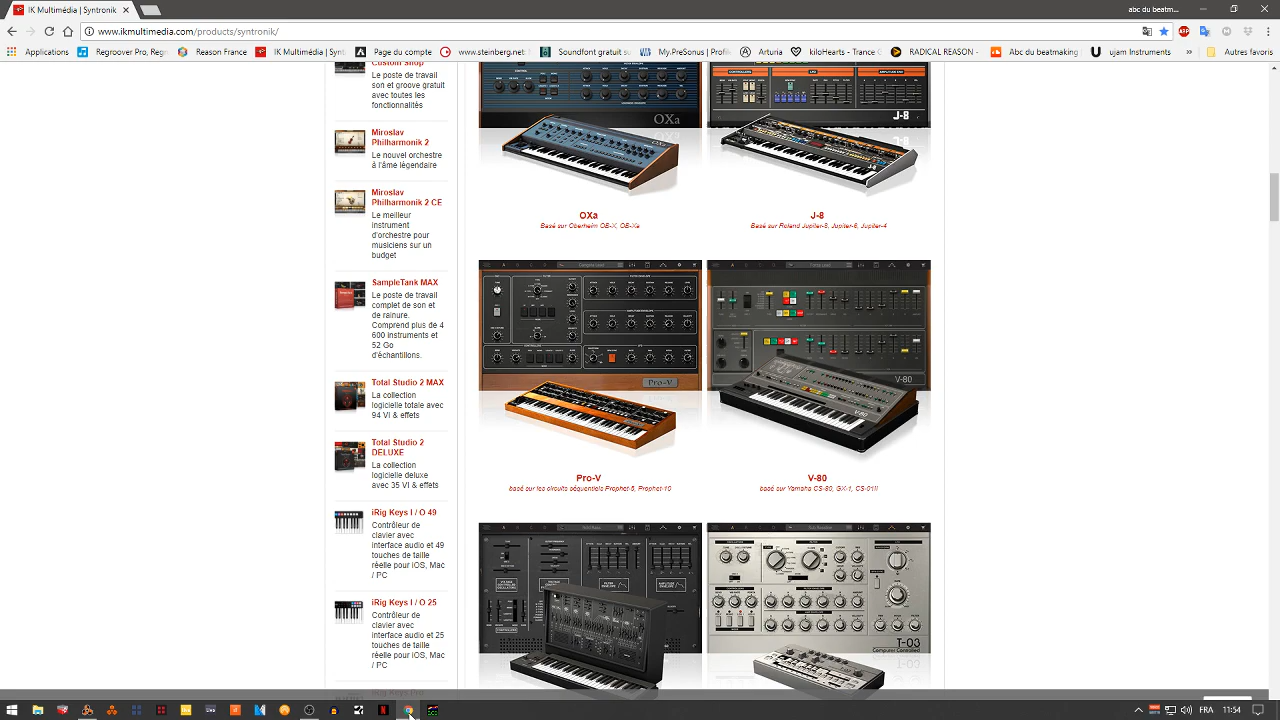 IK Multimédia | Syntronik
abc du beatm...
www.ikmultimedia.com/products/syntronik/
Applications
Regroover Pro, Regr
Reason France
IK Multimédia | Synt
Page du compte
www.steinberg.net
Soundfont gratuit su
My.PreSonus | Profil
Arturia
kiloHearts - Trance G
RADICAL REASON -
Abc du beatmaking
ujam Instruments
»
Autres favoris
Custom Shop
Le poste de travail
son et groove gratuit
avec toutes les
fonctionnalités
Miroslav
Philharmonik 2
Le nouvel orchestre
à l'âme légendaire
Miroslav
Philharmonik 2 CE
Le meilleur
instrument
d'orchestre pour
musiciens sur un
budget
SampleTank MAX
Le poste de travail
complet de son et
de rainure.
Comprend plus de 4
600 instruments et
52 Go
d'échantillons.
Total Studio 2 MAX
La collection
logicielle totale avec
94 VI & effets
Total Studio 2
DELUXE
La collection
logicielle deluxe
avec 35 VI & effets
iRig Keys I / O 49
Contrôleur de
clavier avec
interface audio et 49
touches de taille
réelle pour iOS, Mac
/ PC
iRig Keys I / O 25
Contrôleur de
clavier avec
interface audio et 25
touches de taille
réelle pour iOS, Mac
/ PC
OXa
OXa
Basé sur Oberheim OB-X, OB-Xa
J-8
J-8
Basé sur Roland Jupiter-8, Jupiter-6, Jupiter-4
Pro-V
Pro-V
basé sur les circuits séquentiels Prophet-5, Prophet-10
V-80
V-80
V-80
basé sur Yamaha CS-80, GX-1, CS-01II
T-03
Computer Controlled
FRA
11:54